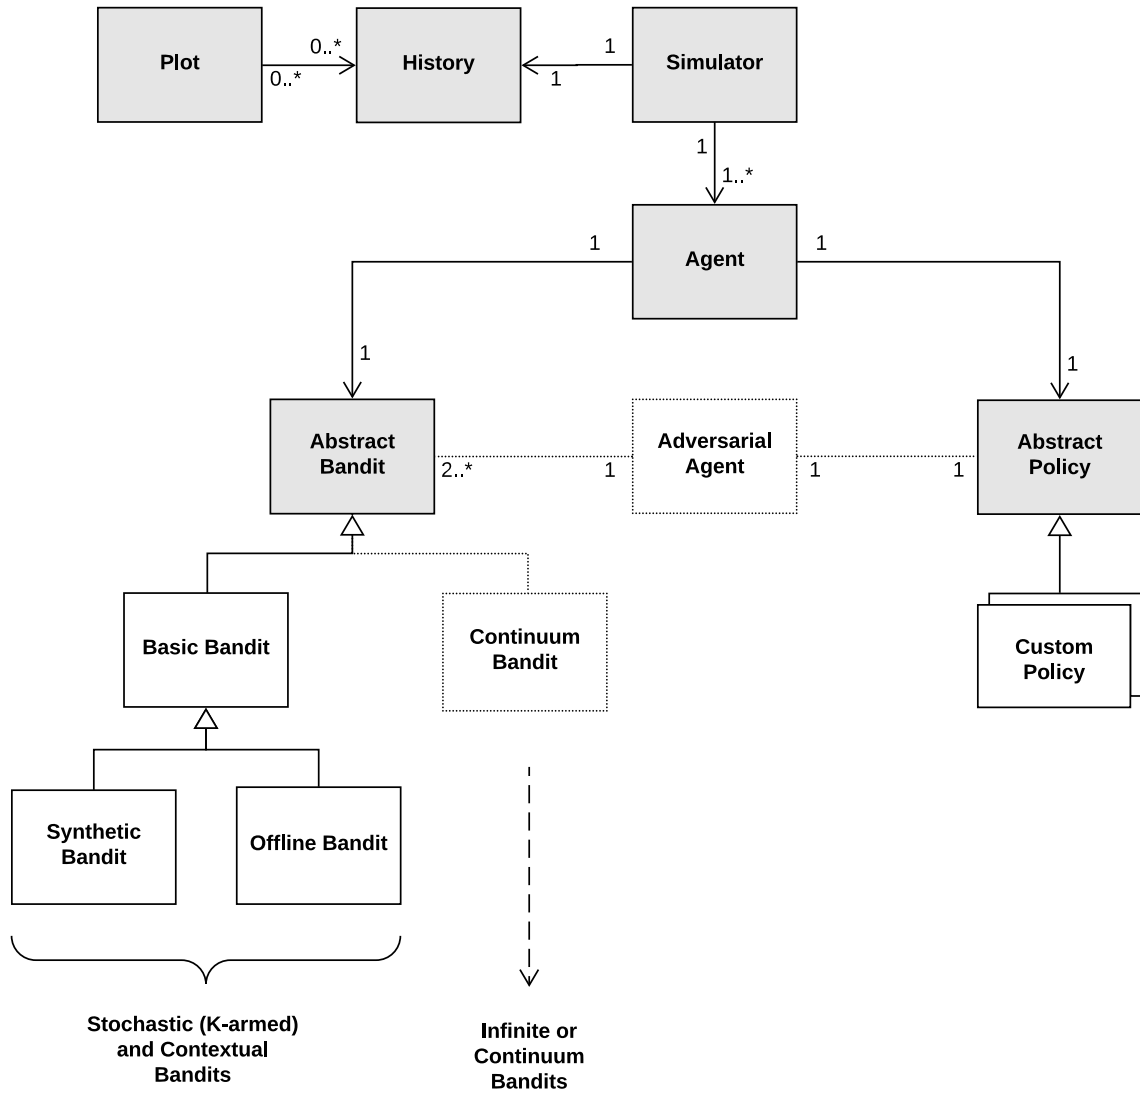 Plot
0..*
0..*
History
1
1
Simulator
1
1..*
1
Agent
1
1
1
Abstract
Bandit
2..*
1
Adversarial
Agent
1
1
Abstract
Policy
Basic Bandit
Continuum
Bandit
Custom
Policy
Synthetic
Bandit
Offline Bandit
Stochastic (K-armed)
and Contextual
Bandits
Infinite or
Continuum
Bandits